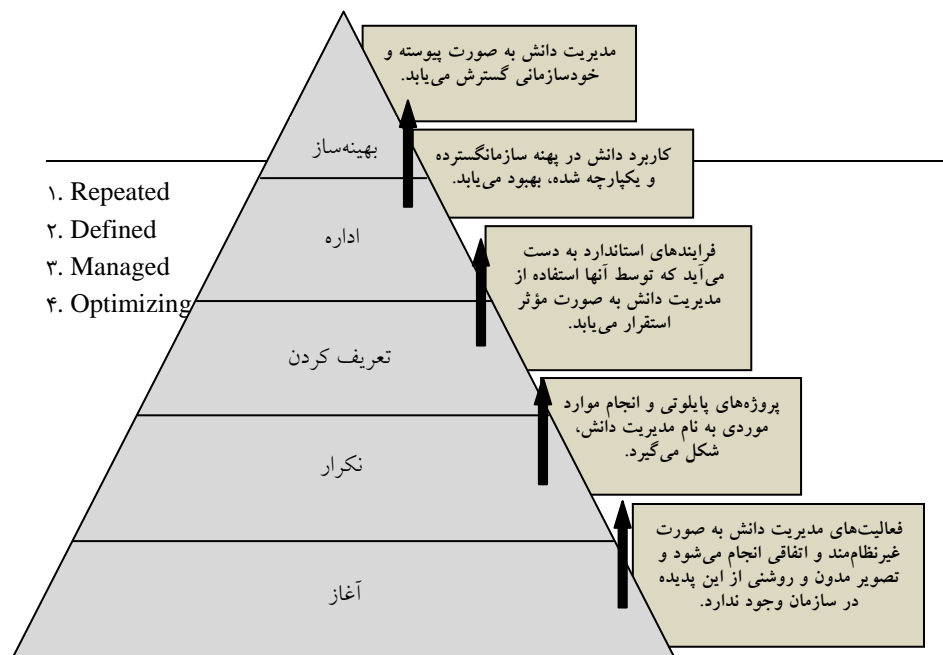 مدیریت دانش به صورت پیوسته و
خودسازمانی گسترش می‌یابد.
بهینه‌ساز
کاربرد دانش در پهنه سازمانگسترده
و یکپارچه شده، بهبود می‌یابد.
۱. Repeated
۲. Defined
۳. Managed
۴. Optimizing
اداره
فرایندهای استاندارد به دست
می‌آید که توسط آنها استفاده از
مدیریت دانش به صورت مؤثر
استقرار می‌یابد.
تعریف کردن
پروژه‌های پایلوتی و انجام موارد
موردی به نام مدیریت دانش،
شکل می‌گیرد.
نکرار
فعالیت‌های مدیریت دانش به صورت
غیرنظام‌مند و اتفاقی انجام می‌شود و
تصویر مدون و روشنی از این پدیده
در سازمان وجود ندارد.
آغاز